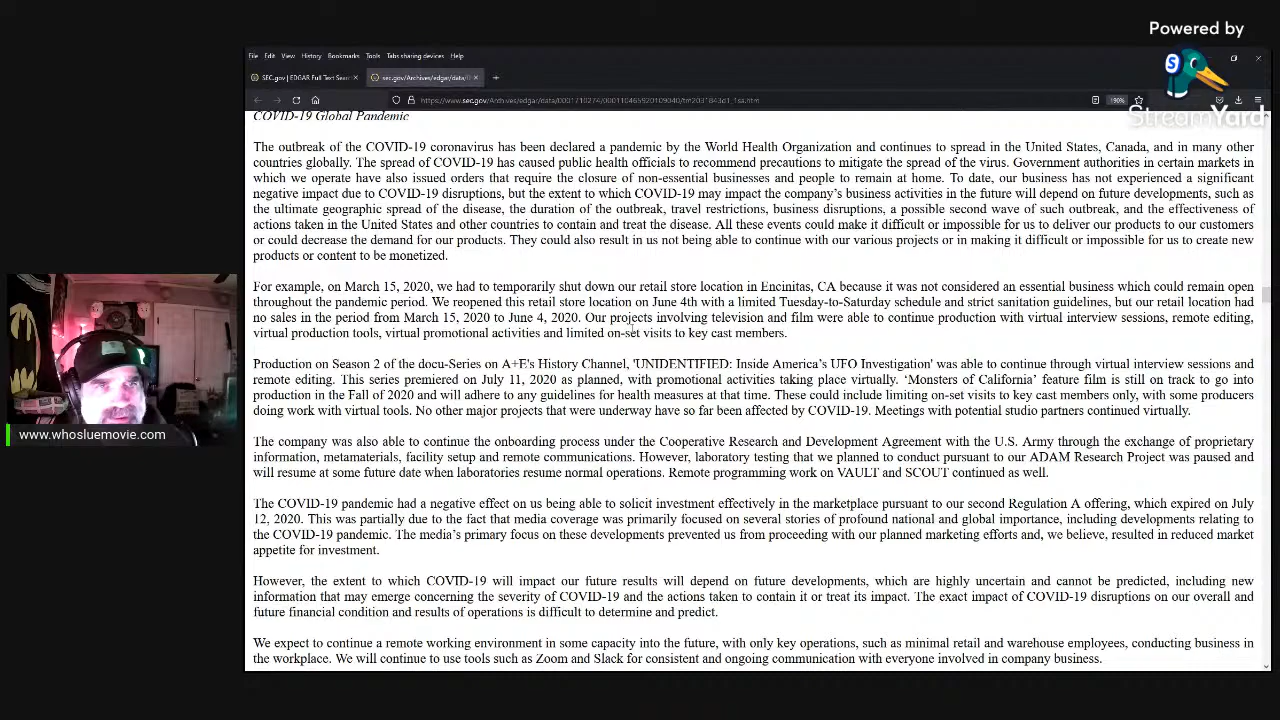 Powered by
StreamYard
File Edit View History Bookmarks Tools Tabs sharing devices Help
SEC.gov | EDGAR Full Text Sear
sec.gov/Archives/edgar/data/0
https://www.sec.gov/Archives/edgar/data/0001710274/000110465920109040/tm2031843d1_1sa.htm
190%
COVID-19 Global Pandemic
The outbreak of the COVID-19 coronavirus has been declared a pandemic by the World Health Organization and continues to spread in the United States, Canada, and in many other
countries globally. The spread of COVID-19 has caused public health officials to recommend precautions to mitigate the spread of the virus. Government authorities in certain markets in
which we operate have also issued orders that require the closure of non-essential businesses and people to remain at home. To date, our business has not experienced a significant
negative impact due to COVID-19 disruptions, but the extent to which COVID-19 may impact the company's business activities in the future will depend on future developments, such as
the ultimate geographic spread of the disease, the duration of the outbreak, travel restrictions, business disruptions, a possible second wave of such outbreak, and the effectiveness of
actions taken in the United States and other countries to contain and treat the disease. All these events could make it difficult or impossible for us to deliver our products to our customers
or could decrease the demand for our products. They could also result in us not being able to continue with our various projects or in making it difficult or impossible for us to create new
products or content to be monetized.
For example, on March 15, 2020, we had to temporarily shut down our retail store location in Encinitas, CA because it was not considered an essential business which could remain open
throughout the pandemic period. We reopened this retail store location on June 4th with a limited Tuesday-to-Saturday schedule and strict sanitation guidelines, but our retail location had
no sales in the period from March 15, 2020 to June 4, 2020. Our projects involving television and film were able to continue production with virtual interview sessions, remote editing,
virtual production tools, virtual promotional activities and limited on-set visits to key cast members.
Production on Season 2 of the docu-Series on A+E's History Channel, 'UNIDENTIFIED: Inside America's UFO Investigation' was able to continue through virtual interview sessions and
remote editing. This series premiered on July 11, 2020 as planned, with promotional activities taking place virtually. 'Monsters of California' feature film is still on track to go into
production in the Fall of 2020 and will adhere to any guidelines for health measures at that time. These could include limiting on-set visits to key cast members only, with some producers
doing work with virtual tools. No other major projects that were underway have so far been affected by COVID-19. Meetings with potential studio partners continued virtually.
www.whosluemovie.com
The company was also able to continue the onboarding process under the Cooperative Research and Development Agreement with the U.S. Army through the exchange of proprietary
information, metamaterials, facility setup and remote communications. However, laboratory testing that we planned to conduct pursuant to our ADAM Research Project was paused and
will resume at some future date when laboratories resume normal operations. Remote programming work on VAULT and SCOUT continued as well.
The COVID-19 pandemic had a negative effect on us being able to solicit investment effectively in the marketplace pursuant to our second Regulation A offering, which expired on July
12, 2020. This was partially due to the fact that media coverage was primarily focused on several stories of profound national and global importance, including developments relating to
the COVID-19 pandemic. The media's primary focus on these developments prevented us from proceeding with our planned marketing efforts and, we believe, resulted in reduced market
appetite for investment.
However, the extent to which COVID-19 will impact our future results will depend on future developments, which are highly uncertain and cannot be predicted, including new
information that may emerge concerning the severity of COVID-19 and the actions taken to contain it or treat its impact. The exact impact of COVID-19 disruptions on our overall and
future financial condition and results of operations is difficult to determine and predict.
We expect to continue a remote working environment in some capacity into the future, with only key operations, such as minimal retail and warehouse employees, conducting business in
the workplace. We will continue to use tools such as Zoom and Slack for consistent and ongoing communication with everyone involved in company business.